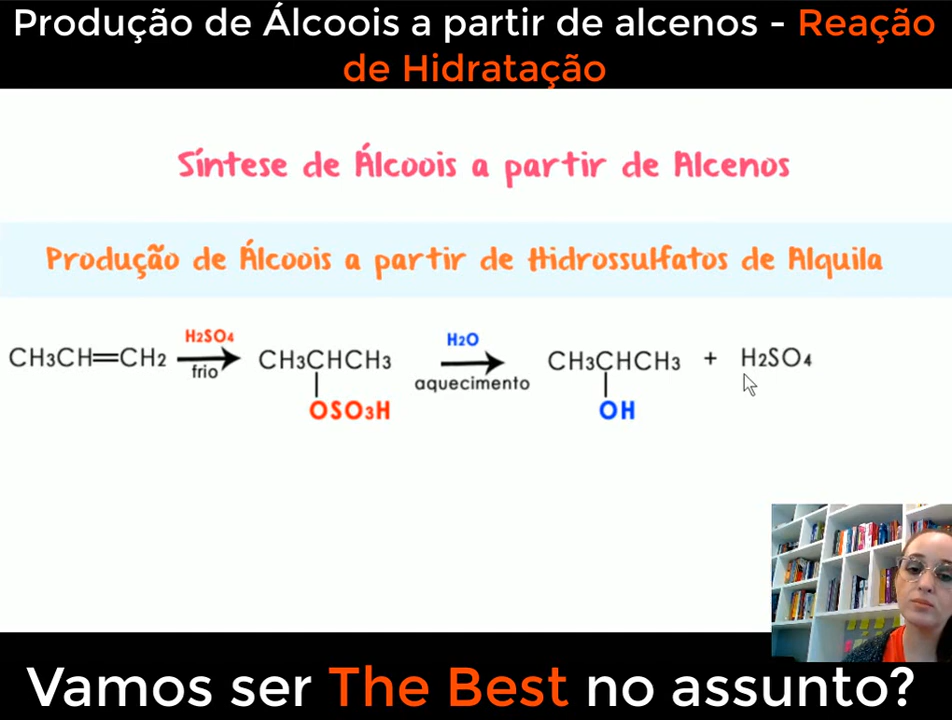 Produção de Álcoois a partir de alcenos - Reação
de Hidratação
Síntese de Álcoois a partir de Alcenos
Produção de Álcoois a partir de Hidrossulfatos de Alquila
CH3CH=CH2 H2SO4 frio CH3CHCH3 H2O aquecimento CH3CHCH3 + H2SO4
OSO3H OH
Vamos ser The Best no assunto?